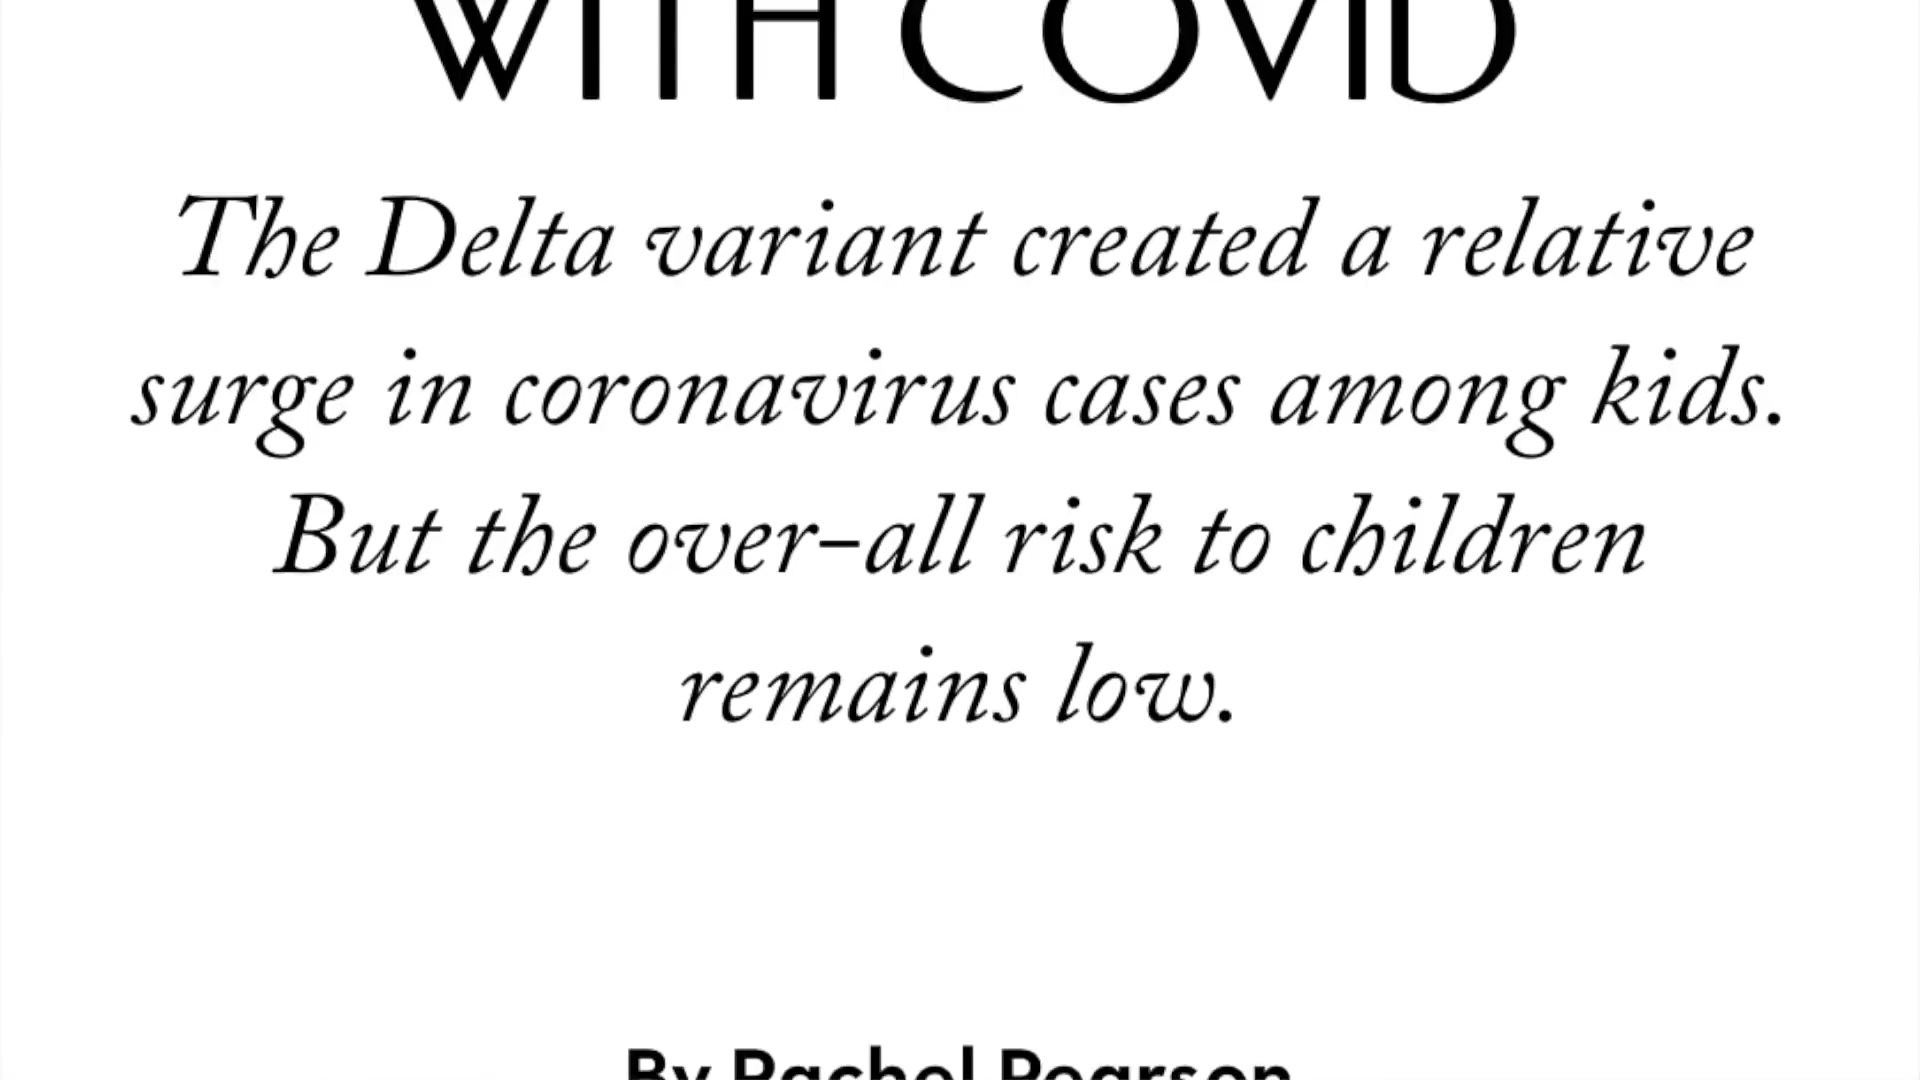 WITH COVID
The Delta variant created a relative
surge in coronavirus cases among kids.
But the over-all risk to children
remains low.
By Rachel Pearson